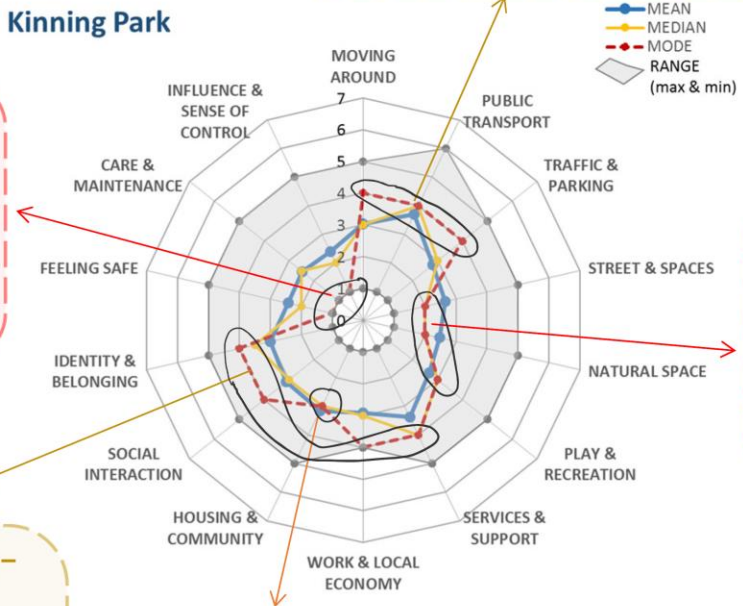 Kinning Park
MEAN
MEDIAN
MODE
RANGE
(max & min)
MOVING
AROUND
PUBLIC
TRANSPORT
TRAFFIC &
PARKING
STREET & SPACES
NATURAL SPACE
PLAY &
RECREATION
SERVICES &
SUPPORT
WORK & LOCAL
ECONOMY
HOUSING &
COMMUNITY
SOCIAL
INTERACTION
IDENTITY &
BELONGING
FEELING SAFE
CARE &
MAINTENANCE
INFLUENCE &
SENSE OF
CONTROL
7
6
5
4
3
2
1
0